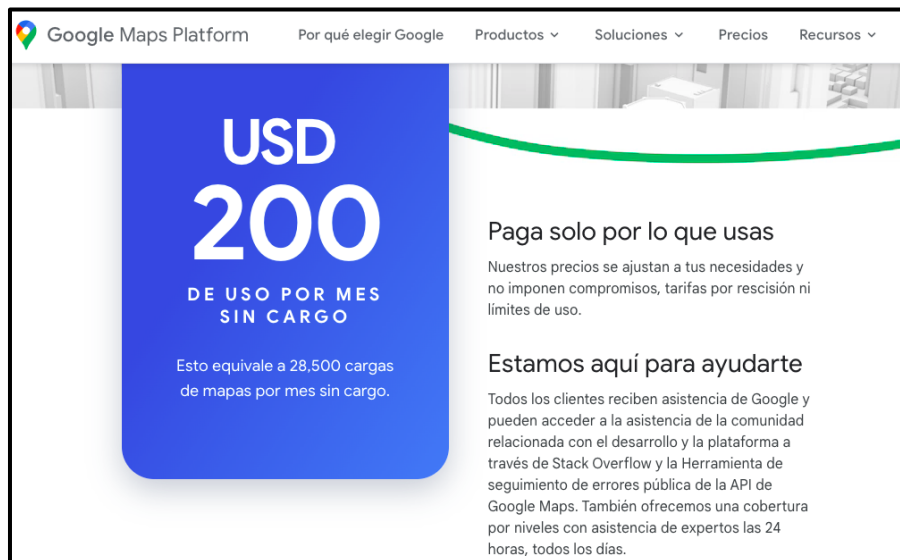 Google Maps Platform
Por qué elegir Google
Productos
Soluciones
Precios
Recursos
USD
200
DE USO POR MES
SIN CARGO
Esto equivale a 28,500 cargas
de mapas por mes sin cargo.
Paga solo por lo que usas
Nuestros precios se ajustan a tus necesidades y
no imponen compromisos, tarifas por rescisión ni
límites de uso.
Estamos aquí para ayudarte
Todos los clientes reciben asistencia de Google y
pueden acceder a la asistencia de la comunidad
relacionada con el desarrollo y la plataforma a
través de Stack Overflow y la Herramienta de
seguimiento de errores pública de la API de
Google Maps. También ofrecemos una cobertura
por niveles con asistencia de expertos las 24
horas, todos los días.